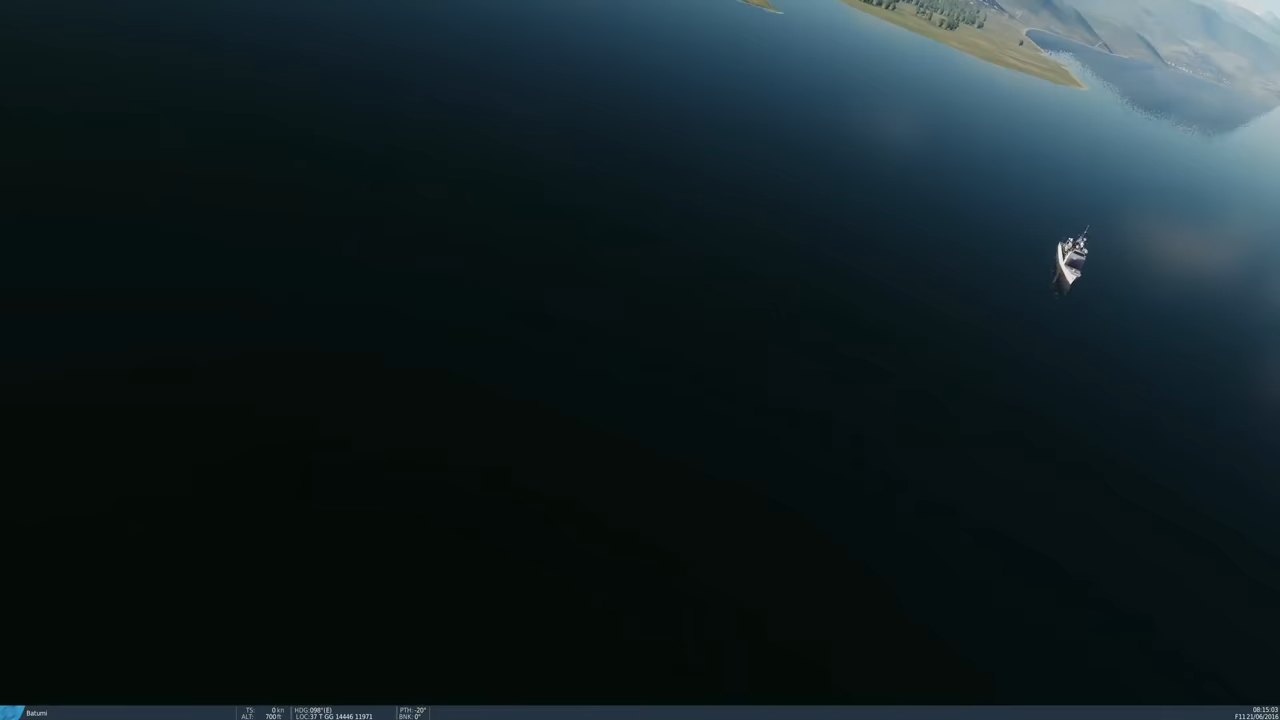 Batumi
TS: 0 kn
ALT: 700 ft
HDG: 098° (E)
LOC: 37 T GG 14446 11971
PTH: -20°
BNK: 0°
08:15:03
F11 21/06/2016